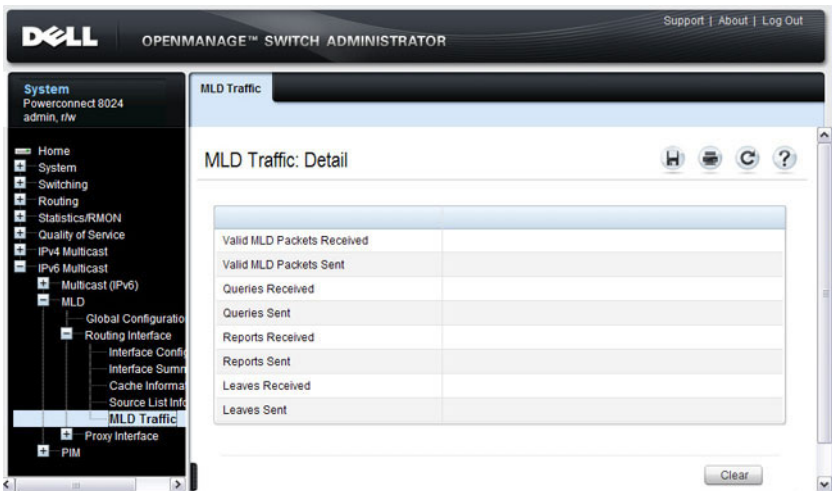 Support | About | Log Out
DELL
OPENMANAGE™ SWITCH ADMINISTRATOR
System
Powerconnect 8024
admin, r/w
MLD Traffic
Home
System
Switching
Routing
Statistics/RMON
Quality of Service
IPv4 Multicast
IPv6 Multicast
Multicast (IPv6)
MLD
Global Configuratio
Routing Interface
Interface Config
Interface Summ
Cache Informat
Source List Info
MLD Traffic
Proxy Interface
PIM
MLD Traffic: Detail
?
Valid MLD Packets Received
Valid MLD Packets Sent
Queries Received
Queries Sent
Reports Received
Reports Sent
Leaves Received
Leaves Sent
Clear